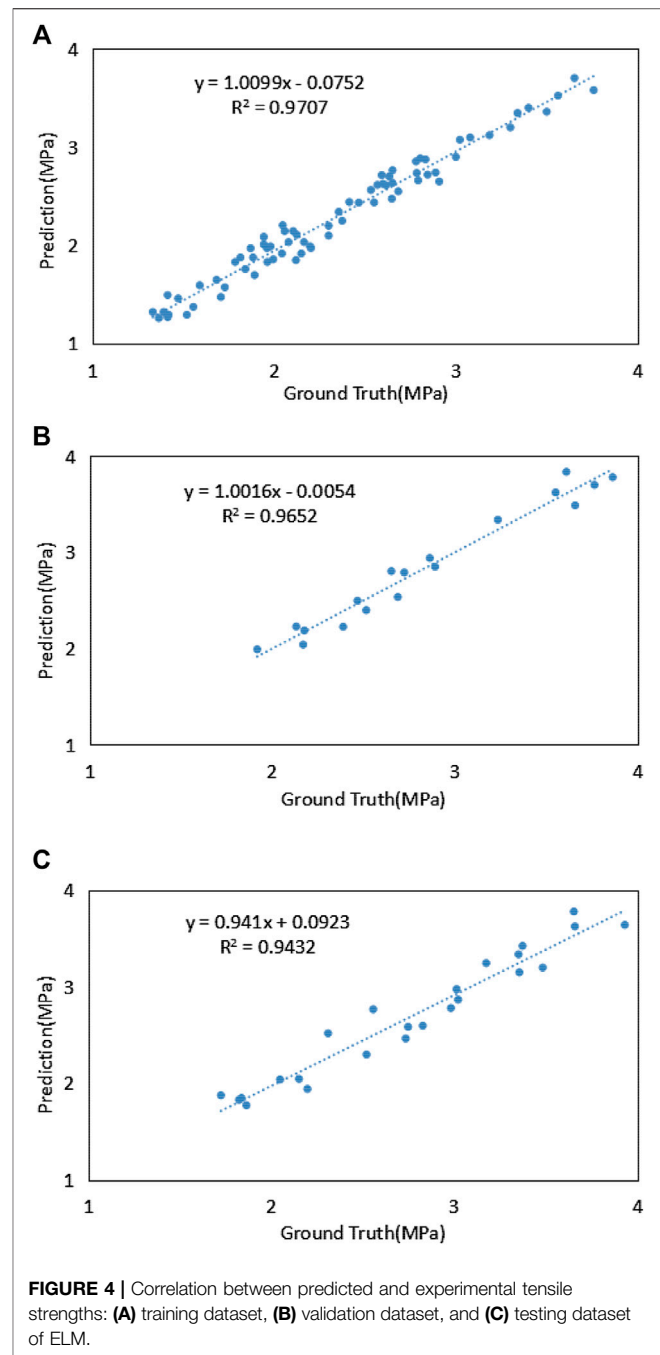 A
4
3
2
1
Prediction(MPa)
y = 1.0099x - 0.0752
R² = 0.9707
1 2 3 4
Ground Truth(MPa)
B
4
3
2
1
Prediction(MPa)
y = 1.0016x - 0.0054
R² = 0.9652
1 2 3 4
Ground Truth(MPa)
C
4
3
2
1
Prediction(MPa)
y = 0.941x + 0.0923
R² = 0.9432
1 2 3 4
Ground Truth(MPa)
FIGURE 4 | Correlation between predicted and experimental tensile
strengths: (A) training dataset, (B) validation dataset, and (C) testing dataset
of ELM.